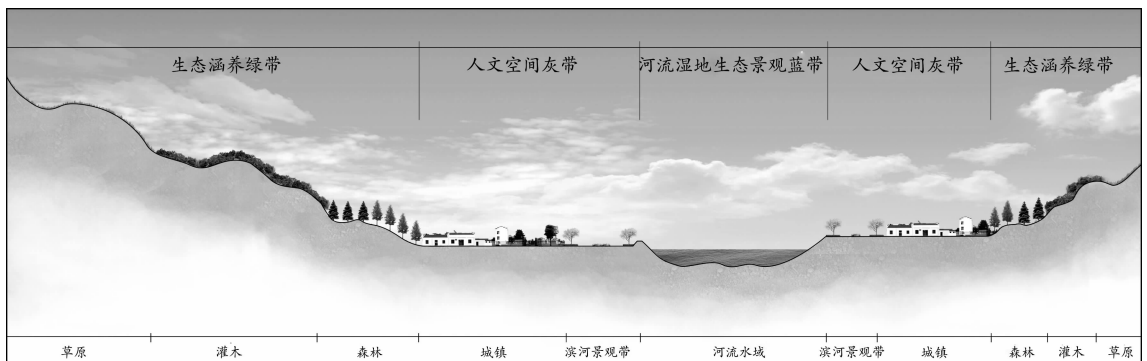 生态涵养绿带 人文空间灰带 河流湿地生态景观蓝带 人文空间灰带 生态涵养绿带
草原 灌木 森林 城镇 滨河景观带 河流水域 滨河景观带 城镇 森林 灌木 草原